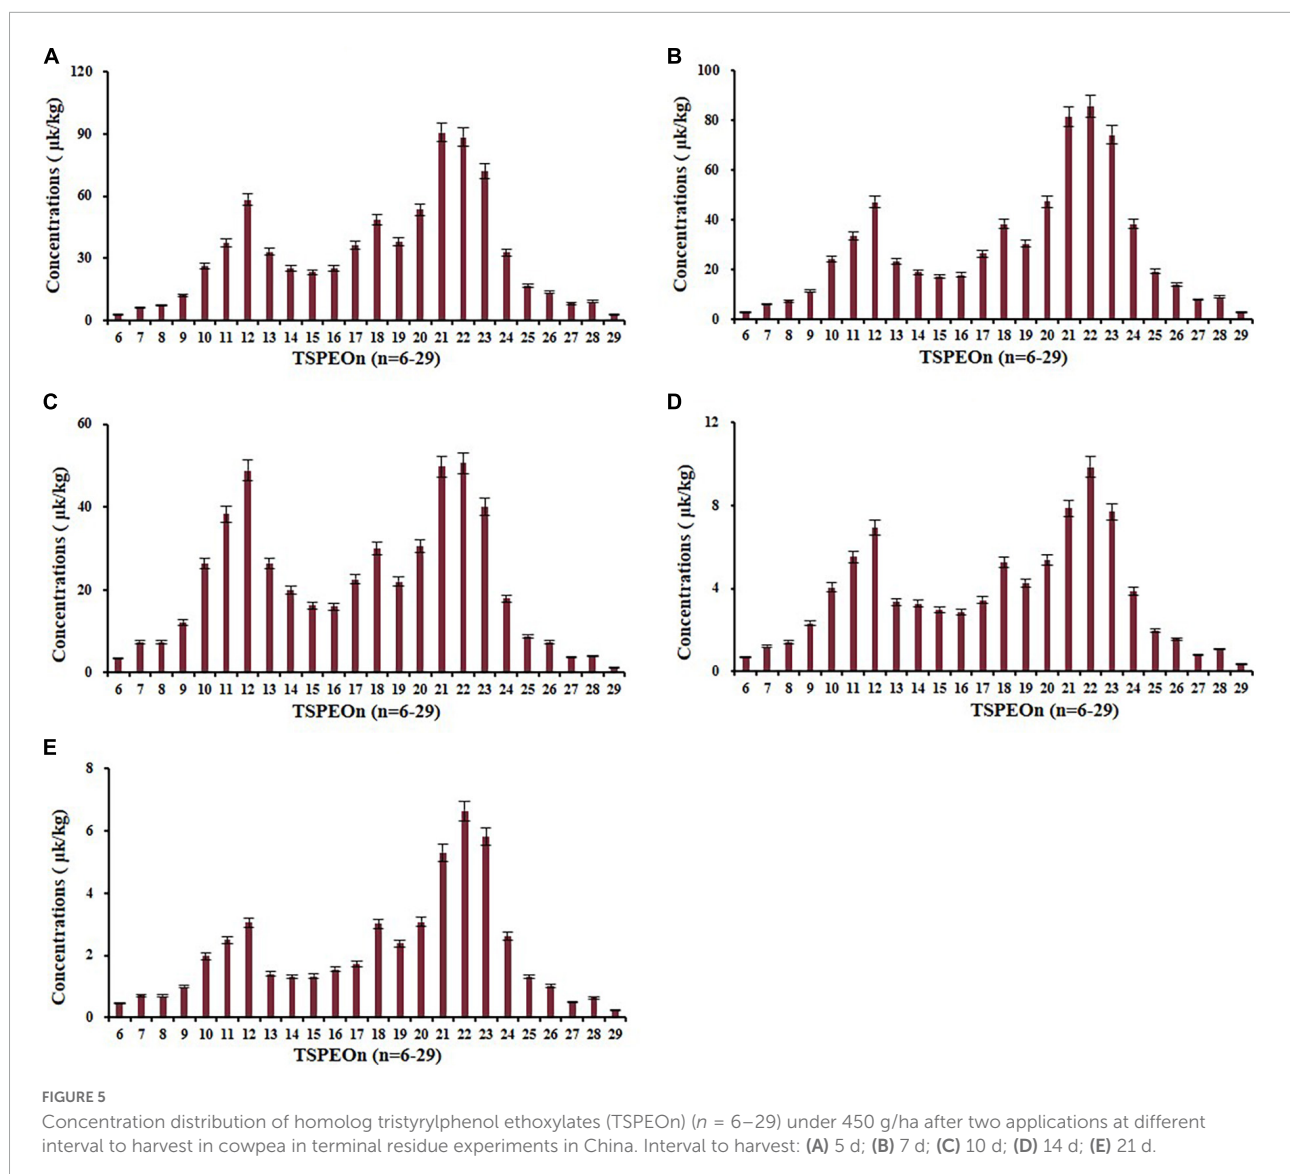 A
120
90
60
30
0
Concentrations ( µk/kg)
6 7 8 9 10 11 12 13 14 15 16 17 18 19 20 21 22 23 24 25 26 27 28 29
TSPEOn (n=6-29)
B
100
80
60
40
20
0
Concentrations ( µk/kg)
6 7 8 9 10 11 12 13 14 15 16 17 18 19 20 21 22 23 24 25 26 27 28 29
TSPEOn (n=6-29)
C
60
40
20
0
Concentrations ( µk/kg)
6 7 8 9 10 11 12 13 14 15 16 17 18 19 20 21 22 23 24 25 26 27 28 29
TSPEOn (n=6-29)
D
12
8
4
0
Concentrations ( µk/kg)
6 7 8 9 10 11 12 13 14 15 16 17 18 19 20 21 22 23 24 25 26 27 28 29
TSPEOn (n=6-29)
E
8
6
4
2
0
Concentrations ( µk/kg)
6 7 8 9 10 11 12 13 14 15 16 17 18 19 20 21 22 23 24 25 26 27 28 29
TSPEOn (n=6-29)
FIGURE 5
Concentration distribution of homolog tristyrylphenol ethoxylates (TSPEOn) (n = 6–29) under 450 g/ha after two applications at different
interval to harvest in cowpea in terminal residue experiments in China. Interval to harvest: (A) 5 d; (B) 7 d; (C) 10 d; (D) 14 d; (E) 21 d.